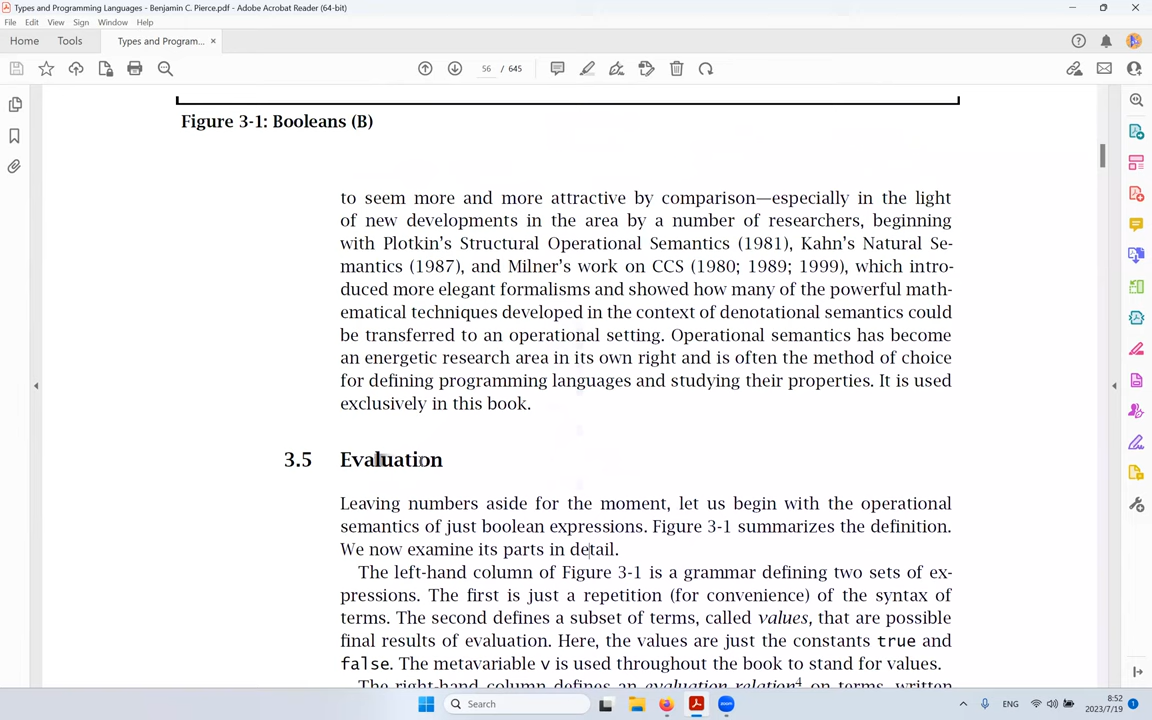 Types and Programming Languages - Benjamin C. Pierce.pdf - Adobe Acrobat Reader (64-bit)
File Edit View Sign Window Help
Home Tools Types and Program... ×
56 / 645
Figure 3-1: Booleans (B)
to seem more and more attractive by comparison—especially in the light
of new developments in the area by a number of researchers, beginning
with Plotkin's Structural Operational Semantics (1981), Kahn's Natural Se-
mantics (1987), and Milner's work on CCS (1980; 1989; 1999), which intro-
duced more elegant formalisms and showed how many of the powerful math-
ematical techniques developed in the context of denotational semantics could
be transferred to an operational setting. Operational semantics has become
an energetic research area in its own right and is often the method of choice
for defining programming languages and studying their properties. It is used
exclusively in this book.
3.5 Evaluation
Leaving numbers aside for the moment, let us begin with the operational
semantics of just boolean expressions. Figure 3-1 summarizes the definition.
We now examine its parts in detail.
The left-hand column of Figure 3-1 is a grammar defining two sets of ex-
pressions. The first is just a repetition (for convenience) of the syntax of
terms. The second defines a subset of terms, called values, that are possible
final results of evaluation. Here, the values are just the constants true and
false. The metavariable v is used throughout the book to stand for values.
The right-hand column defines an evaluation relation4 on terms, written
Search
ENG
8:52
2023/7/19